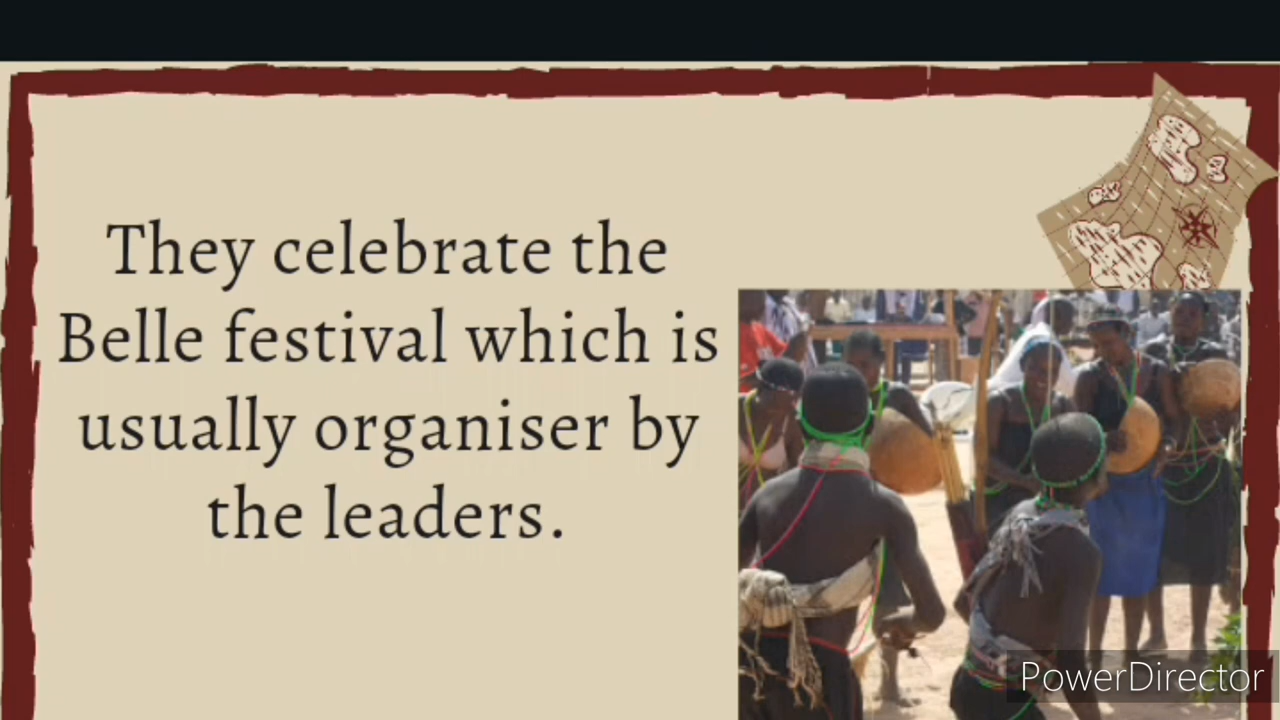 They celebrate the
Belle festival which is
usually organiser by
the leaders.
PowerDirector